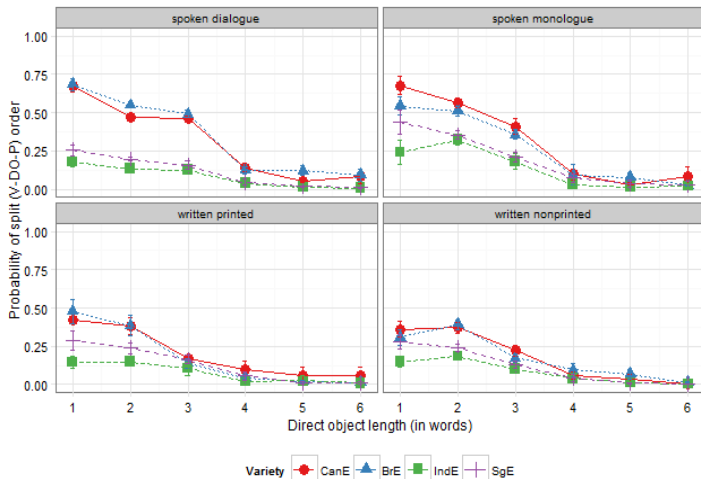 spoken dialogue
spoken monologue
1.00
0.75
0.50
0.25
0.00
written printed
written nonprinted
1.00
0.75
0.50
0.25
0.00
Probability of split (V-DO-P) order
1 2 3 4 5 6
1 2 3 4 5 6
Direct object length (in words)
Variety CanE BrE IndE SgE